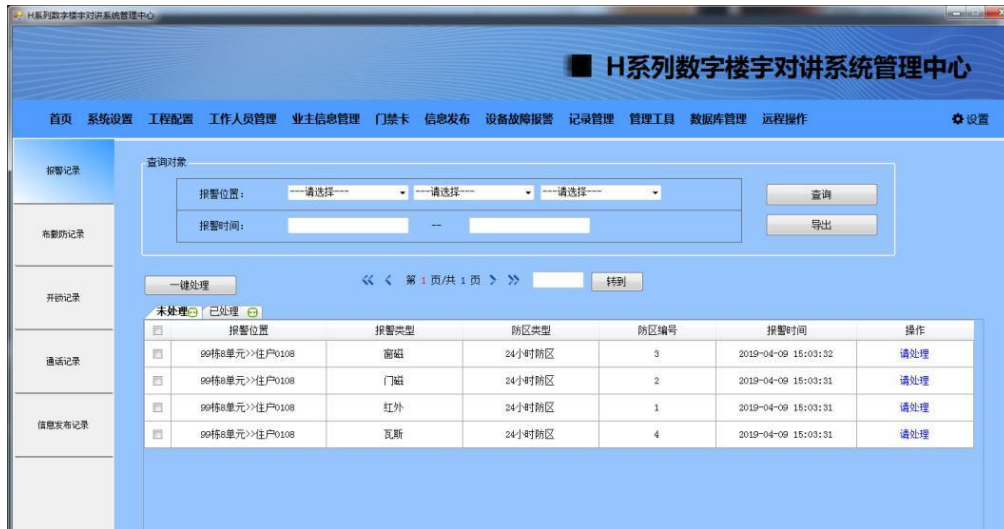 H系列数字楼宇对讲系统管理中心
H系列数字楼宇对讲系统管理中心
首页 系统设置 工程配置 工作人员管理 业主信息管理 门禁卡 信息发布 设备故障报警 记录管理 管理工具 数据库管理 远程操作 设置
报警记录
布撤防记录
开锁记录
通话记录
信息发布记录
查询对象
报警位置: ---请选择--- ---请选择--- ---请选择--- 查询
报警时间: -- 导出
一键处理 第 1 页/共 1 页 转到
未处理 已处理
报警位置 报警类型 防区类型 防区编号 报警时间 操作
99栋8单元>>住户0108 窗磁 24小时防区 3 2019-04-09 15:03:32 请处理
99栋8单元>>住户0108 门磁 24小时防区 2 2019-04-09 15:03:31 请处理
99栋8单元>>住户0108 红外 24小时防区 1 2019-04-09 15:03:31 请处理
99栋8单元>>住户0108 瓦斯 24小时防区 4 2019-04-09 15:03:31 请处理